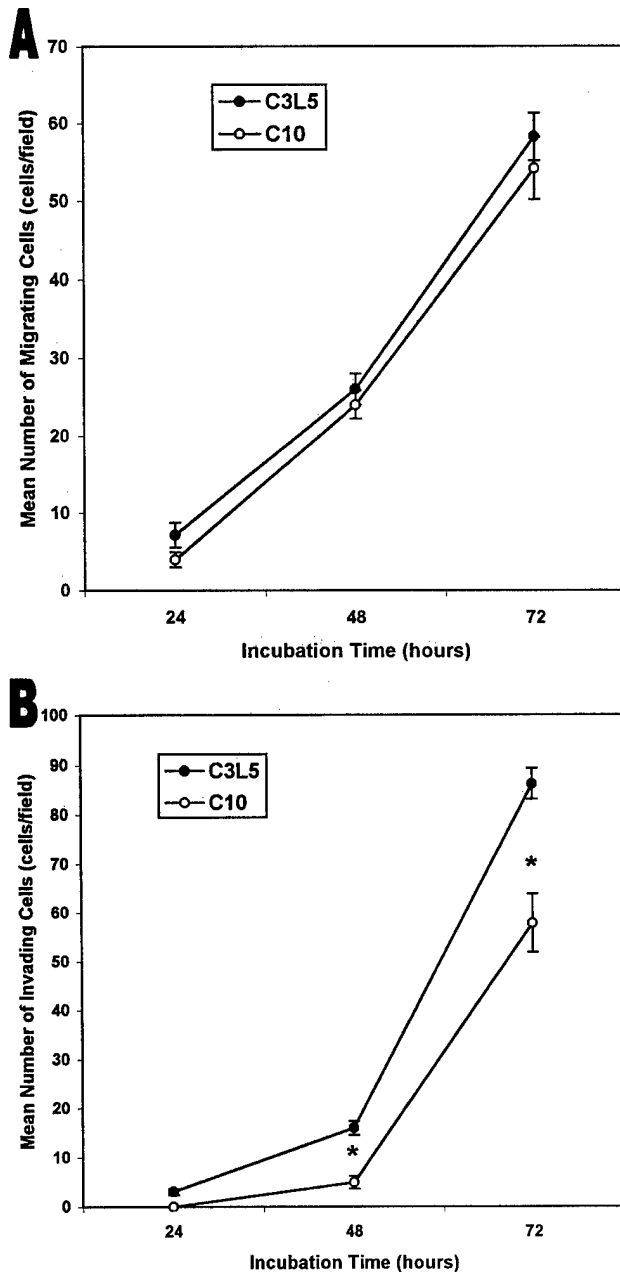 A
70
60
50
40
30
20
10
0
Mean Number of Migrating Cells (cells/field)
C3L5
C10
24 48 72
Incubation Time (hours)
B
100
90
80
70
60
50
40
30
20
10
0
Mean Number of Invading Cells (cells/field)
C3L5
C10
*
*
24 48 72
Incubation Time (hours)